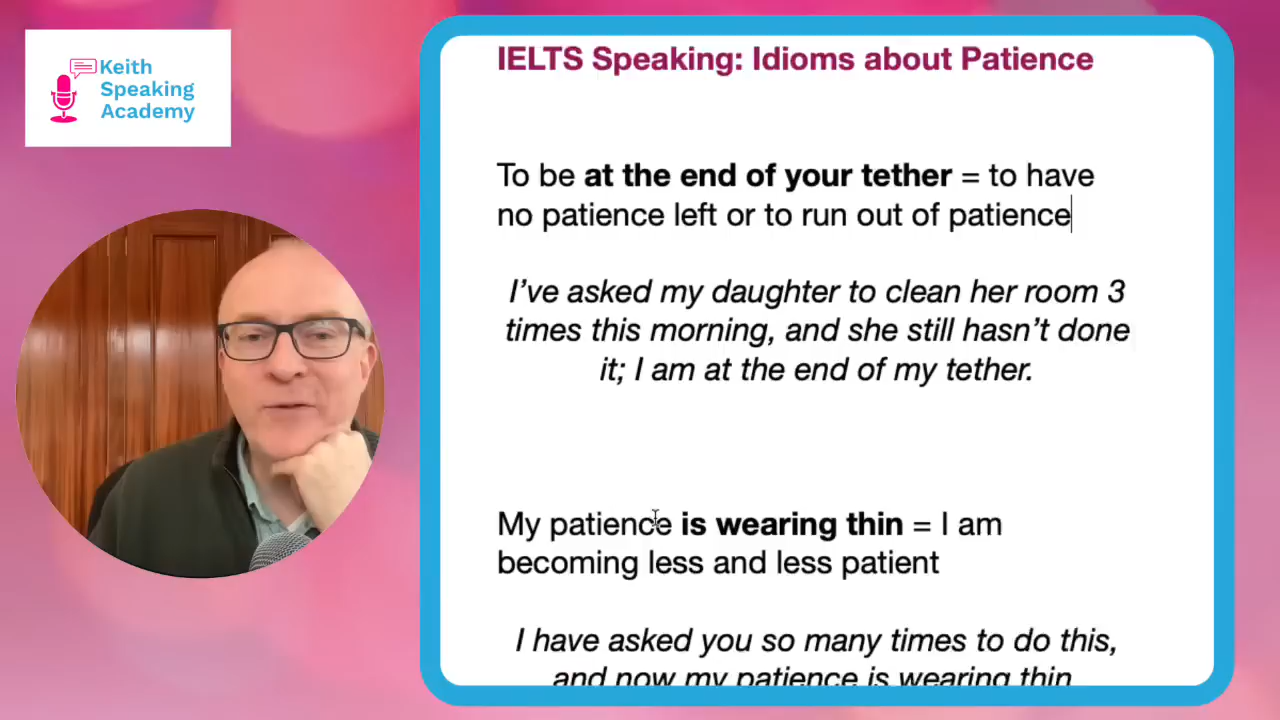 Keith
Speaking
Academy
IELTS Speaking: Idioms about Patience
To be at the end of your tether = to have
no patience left or to run out of patience
I’ve asked my daughter to clean her room 3
times this morning, and she still hasn’t done
it; I am at the end of my tether.
My patience is wearing thin = I am
becoming less and less patient
I have asked you so many times to do this,
and now my patience is wearing thin